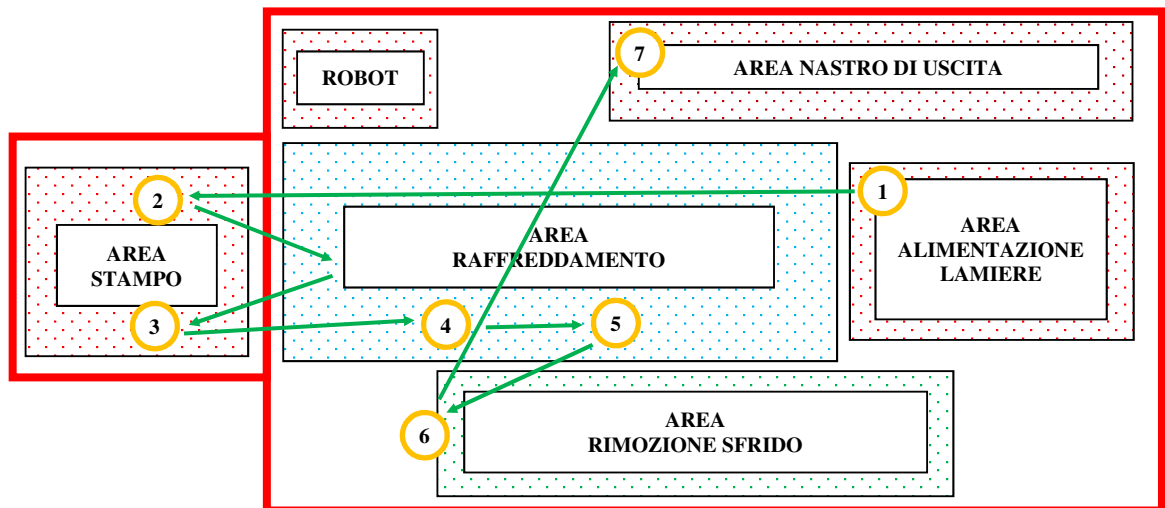 ROBOT
7
AREA NASTRO DI USCITA
2
1
AREA
STAMPO
AREA
RAFFREDDAMENTO
AREA
ALIMENTAZIONE
LAMIERE
3
4
5
6
AREA
RIMOZIONE SFRIDO